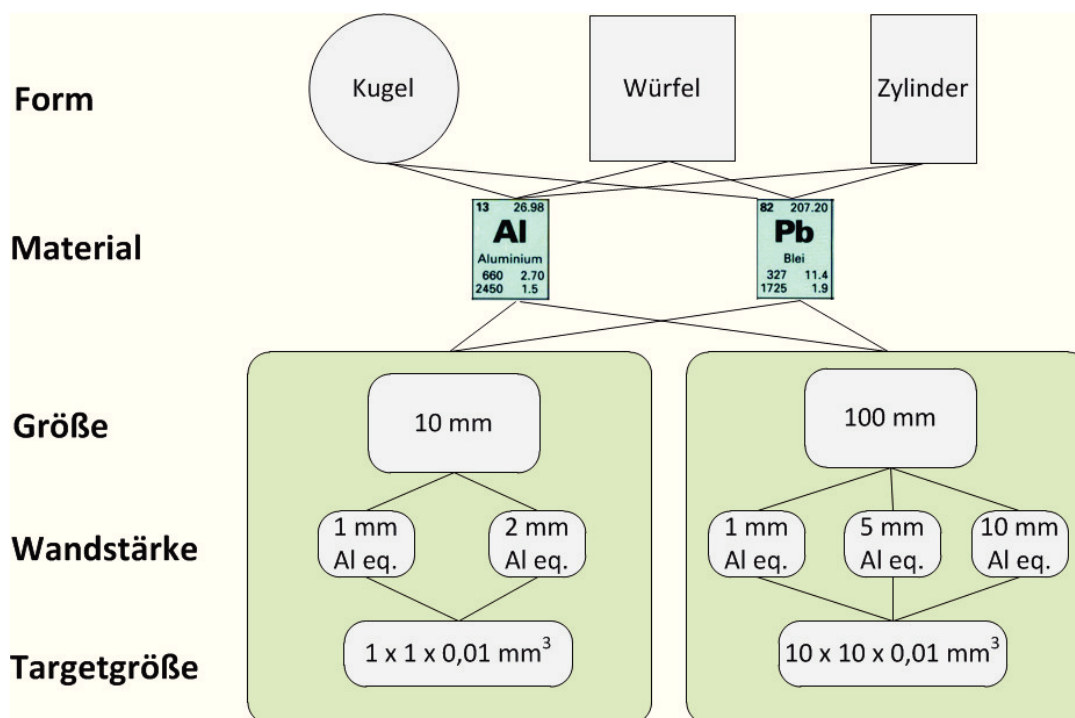 Form
Kugel
Würfel
Zylinder
Material
13 26.98
Al
Aluminium
660 2.70
2450 1.5
82 207.20
Pb
Blei
327 11.4
1725 1.9
Größe
10 mm
100 mm
Wandstärke
1 mm
Al eq.
2 mm
Al eq.
1 mm
Al eq.
5 mm
Al eq.
10 mm
Al eq.
Targetgröße
1 x 1 x 0,01 mm³
10 x 10 x 0,01 mm³